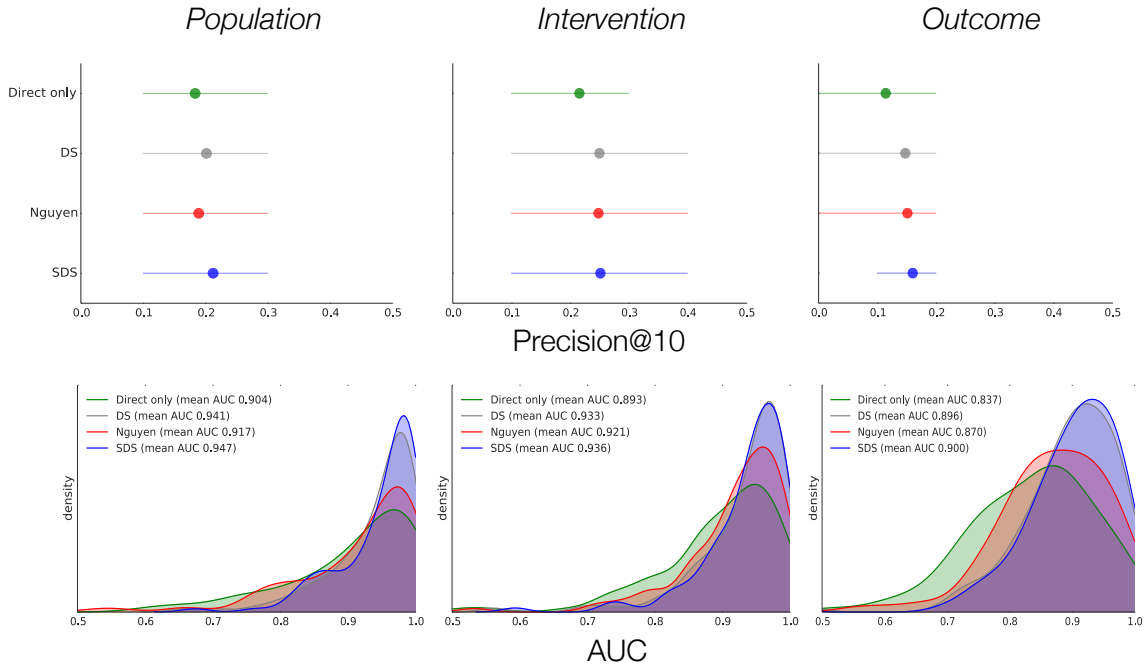 Population
Intervention
Outcome
Direct only
DS
Nguyen
SDS
0.0 0.1 0.2 0.3 0.4 0.5
0.0 0.1 0.2 0.3 0.4 0.5
0.0 0.1 0.2 0.3 0.4 0.5
Precision@10
Direct only (mean AUC 0.904)
DS (mean AUC 0.941)
Nguyen (mean AUC 0.917)
SDS (mean AUC 0.947)
density
0.5 0.6 0.7 0.8 0.9 1.0
Direct only (mean AUC 0.893)
DS (mean AUC 0.933)
Nguyen (mean AUC 0.921)
SDS (mean AUC 0.936)
density
0.5 0.6 0.7 0.8 0.9 1.0
Direct only (mean AUC 0.837)
DS (mean AUC 0.896)
Nguyen (mean AUC 0.870)
SDS (mean AUC 0.900)
density
0.5 0.6 0.7 0.8 0.9 1.0
AUC